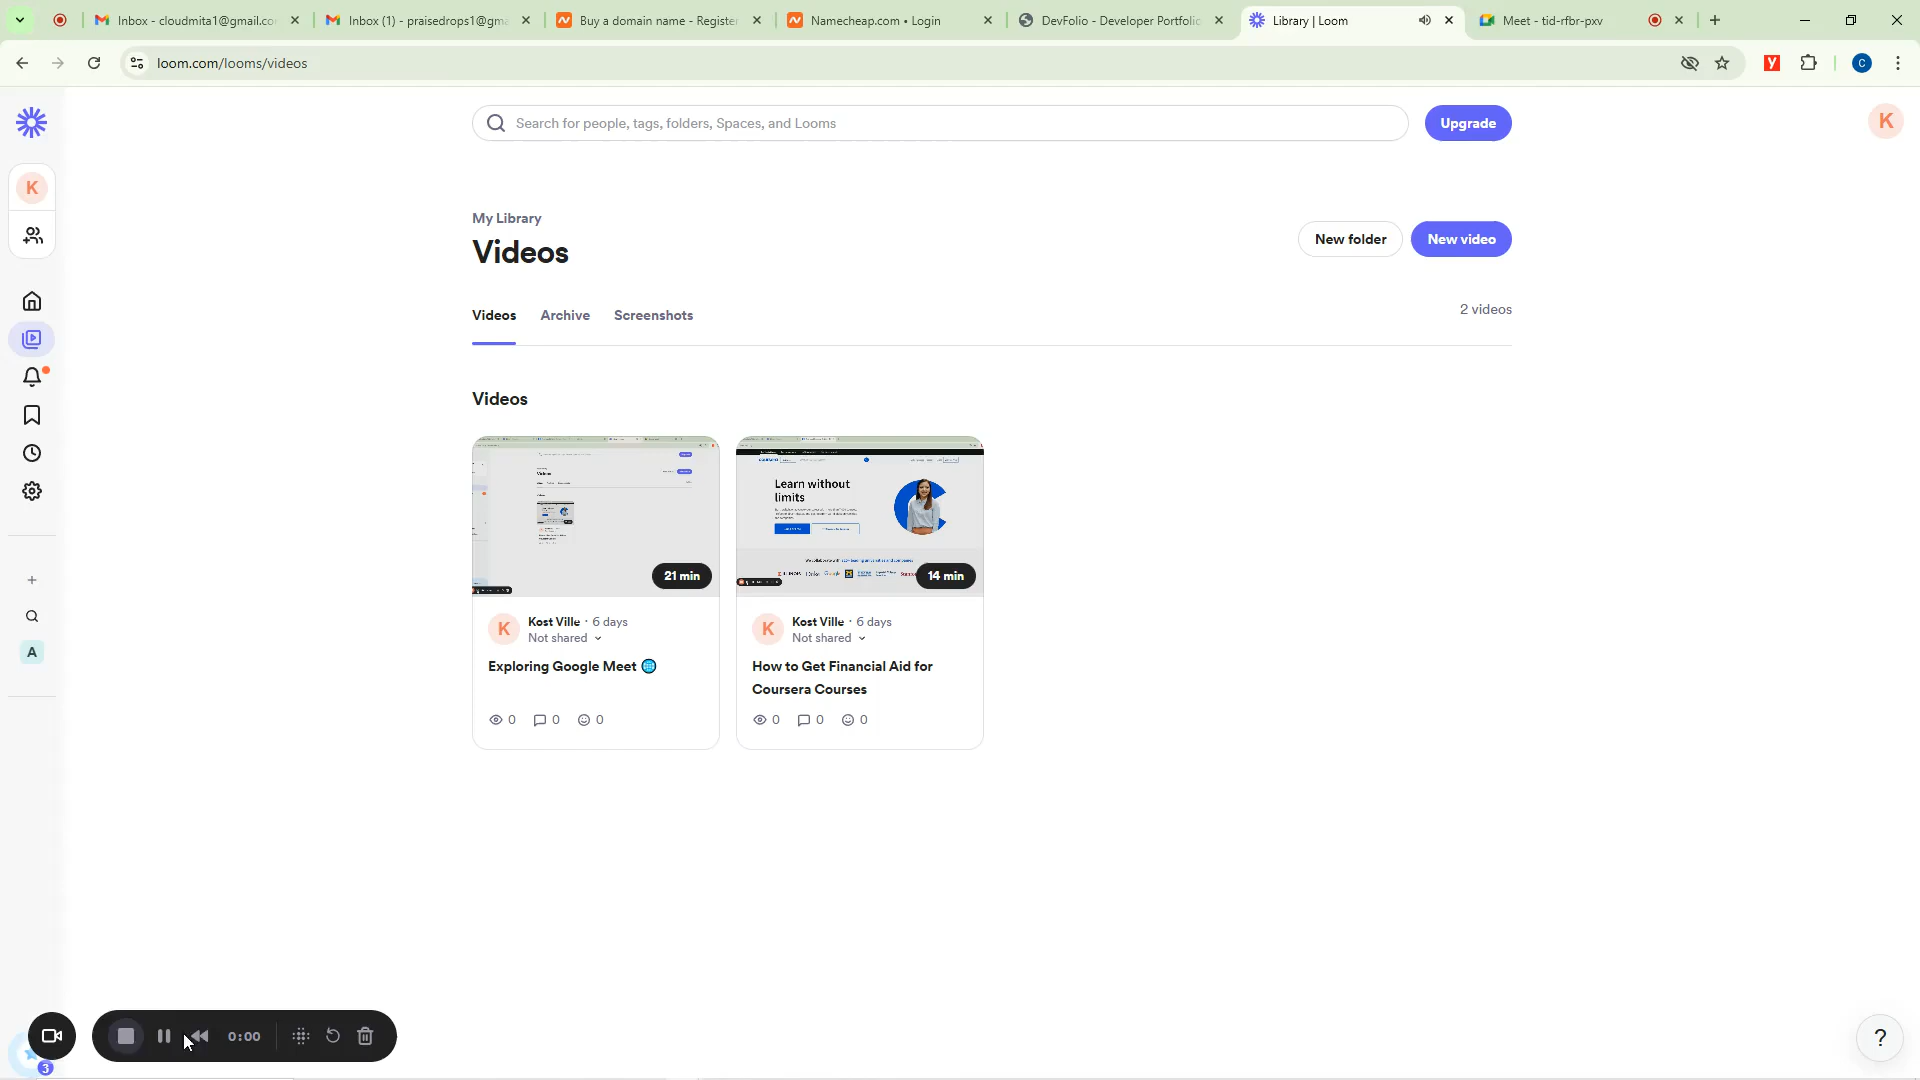 Inbox - cloudmita1@gmail.co
Inbox (1) - praisedrops1@gma
Buy a domain name - Register
Namecheap.com • Login
DevFolio - Developer Portfolio
Library | Loom
Meet - tid-rfbr-pxv
loom.com/looms/videos
y
C
Search for people, tags, folders, Spaces, and Looms
Upgrade
K
K
My Library
Videos
New folder
New video
Videos
Archive
Screenshots
2 videos
Videos
Learn without
limits
21 min
14 min
K
Kost Ville · 6 days
Not shared
Exploring Google Meet
0
0
0
K
Kost Ville · 6 days
Not shared
How to Get Financial Aid for
Coursera Courses
0
0
0
A
0:00
3
?